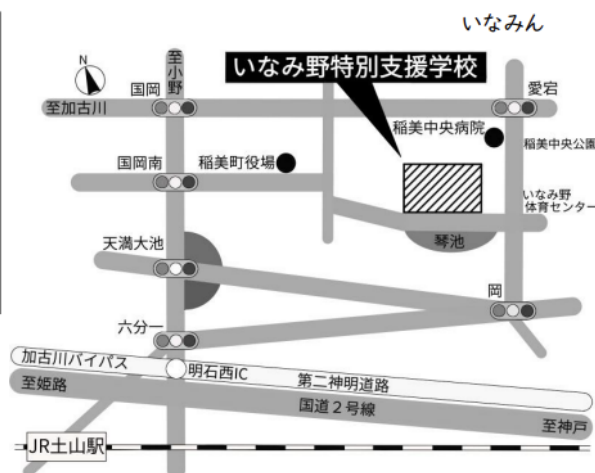 いなみん
N
至小野
いなみ野特別支援学校
国岡
愛宕
至加古川
稲美中央病院
稲美中央公園
国岡南
稲美町役場
いなみ野
体育センター
琴池
天満大池
岡
六分一
加古川バイパス
明石西IC
第二神明道路
至姫路
国道2号線
至神戸
JR土山駅